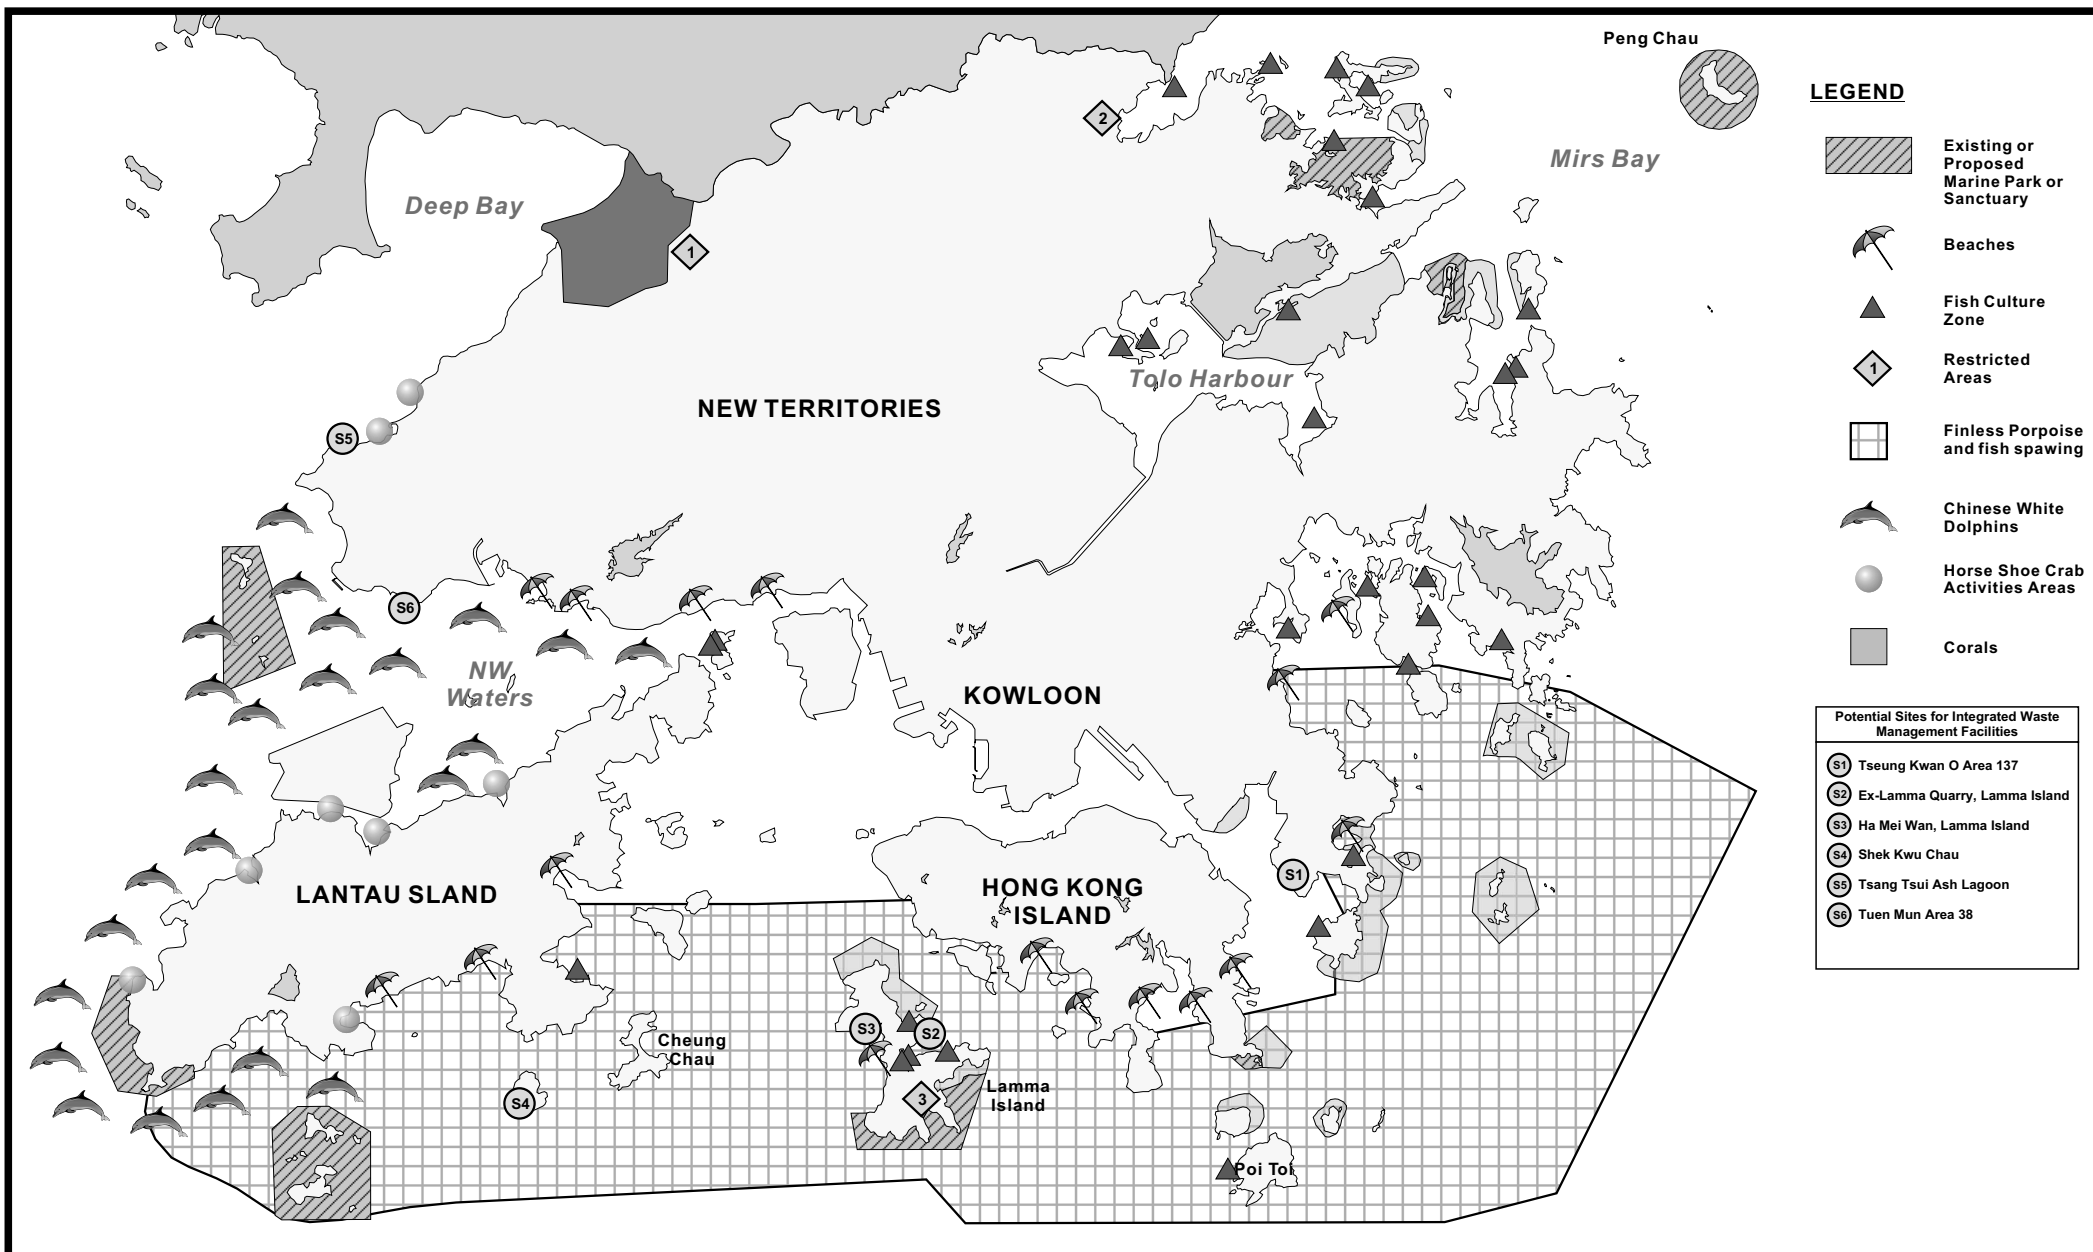 Peng Chau
Mirs Bay
Deep Bay
2
1
Tolo Harbour
NEW TERRITORIES
S5
S6
NW
Waters
KOWLOON
LANTAU SLAND
HONG KONG
ISLAND
S1
S3
S2
Cheung
Chau
S4
3
Lamma
Island
Poi Toi
LEGEND
Existing or
Proposed
Marine Park or
Sanctuary
Beaches
Fish Culture
Zone
1
Restricted
Areas
Finless Porpoise
and fish spawing
Chinese White
Dolphins
Horse Shoe Crab
Activities Areas
Corals
Potential Sites for Integrated Waste
Management Facilities
S1 Tseung Kwan O Area 137
S2 Ex-Lamma Quarry, Lamma Island
S3 Ha Mei Wan, Lamma Island
S4 Shek Kwu Chau
S5 Tsang Tsui Ash Lagoon
S6 Tuen Mun Area 38